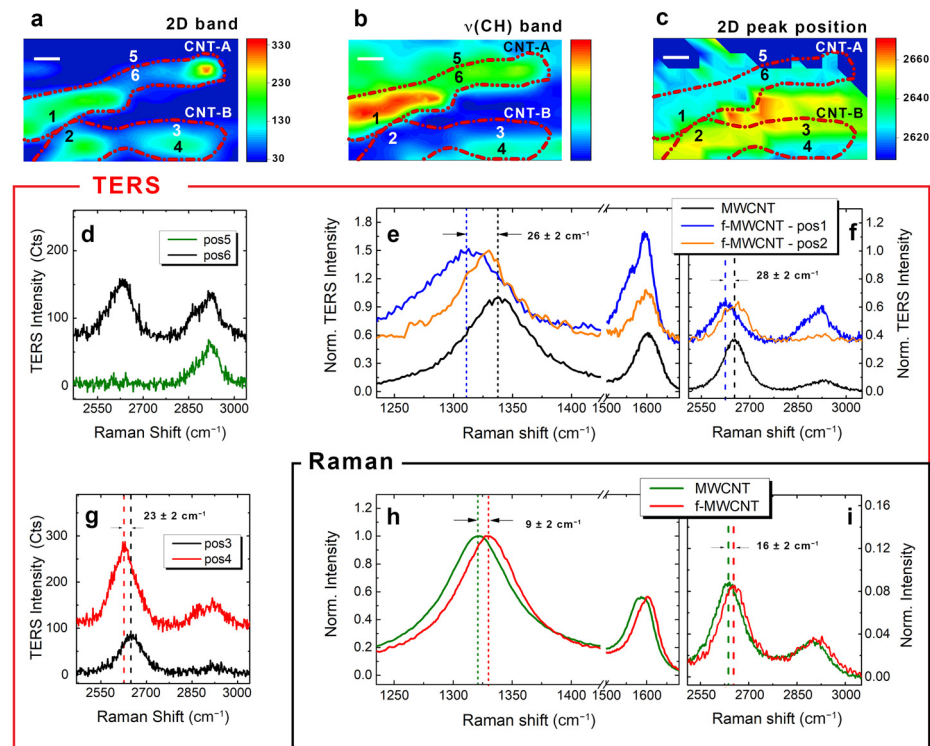 a 2D band
330
230
130
30
CNT-A
5
6
CNT-B
1
2
3
4
b ν(CH) band
CNT-A
5
6
CNT-B
1
2
3
4
c 2D peak position
2660
2640
2620
CNT-A
5
6
CNT-B
1
2
3
4
TERS
d
pos5
pos6
TERS Intensity (Cts)
200
100
0
2550 2700 2850 3000
Raman Shift (cm⁻¹)
e
26 ± 2 cm⁻¹
MWCNT
f-MWCNT - pos1
f-MWCNT - pos2
Norm. TERS Intensity
1.8
1.5
1.2
0.9
0.6
0.3
0.0
1250 1300 1350 1400 1500 1600
Raman Shift (cm⁻¹)
f
28 ± 2 cm⁻¹
Norm. TERS Intensity
1.2
1.0
0.8
0.6
0.4
0.2
0.0
2550 2700 2850 3000
Raman Shift (cm⁻¹)
g
23 ± 2 cm⁻¹
pos3
pos4
TERS Intensity (Cts)
300
200
100
0
2550 2700 2850 3000
Raman Shift (cm⁻¹)
Raman
h
9 ± 2 cm⁻¹
MWCNT
f-MWCNT
Norm. Intensity
1.2
1.0
0.8
0.6
0.4
0.2
0.0
1250 1300 1350 1400 1500 1600
Raman shift (cm⁻¹)
i
16 ± 2 cm⁻¹
Norm. Intensity
0.16
0.12
0.08
0.04
0.00
2550 2700 2850 3000
Raman shift (cm⁻¹)